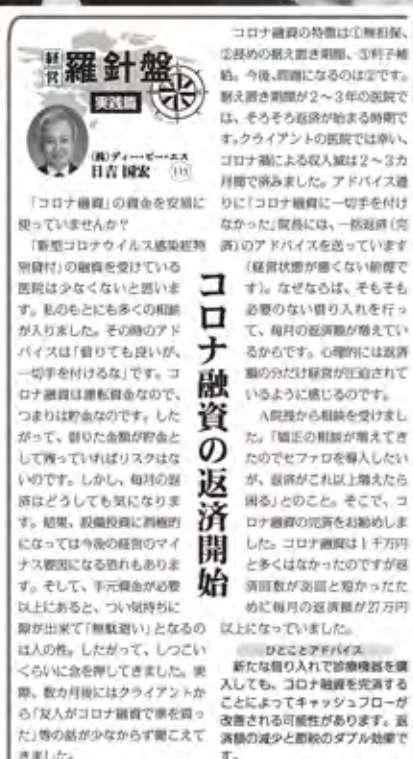 経営
羅針盤
実践篇
(株)ディー・ピー・エス
日吉 国宏
「コロナ融資」の資金を安易に
使っていませんか？
「新型コロナウイルス感染症特
別貸付」の融資を受けている
医院は少なくないと思いま
す。私のもとにも多くの相談
が入りました。その時のアド
バイスは「借りても良いが、
一切手を付けるな」です。コ
ロナ融資は運転資金なので、
つまりは貯金なのです。した
がって、借りた金額が貯金と
して残っていればリスクはな
いのです。しかし、毎月の返
済はどうしても気になりま
す。結果、設備投資に消極的
になっては今後の経営のマイ
ナス要因になる恐れもありま
す。そして、手元資金が必要
以上にあると、つい気持ちに
隙が出来て「無駄遣い」となるの
は人の性。したがって、しつこい
くらいに念を押してきました。実
際、数カ月後にはクライアントか
ら「友人がコロナ融資で車を買っ
た」等の話が少なからず聞こえて
きました。
コロナ融資の返済開始
コロナ融資の特徴は①無担保、
②長めの据え置き期間、③利子補
給。今後、問題になるのは②です。
据え置き期間が2～3年の医院で
は、そろそろ返済が始まる時期で
す。クライアントの医院では幸い、
コロナ禍による収入減は2～3カ
月間で済みました。アドバイス通
りに「コロナ融資に一切手を付け
なかった」院長には、一括返済（完
済）のアドバイスを送っています
（経営状態が悪くない前提で
す）。なぜならば、そもそも
必要のない借り入れを行っ
て、毎月の返済額が増えてい
るからです。心理的には返済
額の分だけ経営が圧迫されて
いるように感じるのです。
A院長から相談を受けまし
た。「矯正の相談が増えてき
たのでセファロを導入したい
が、返済がこれ以上増えたら
困る」とのこと。そこで、コ
ロナ融資の完済をお勧めしま
した。コロナ融資は1千万円
と多くはなかったのですが返
済回数が36回と短かったた
めに毎月の返済額が27万円
以上になっていました。
ひとことアドバイス
新たな借り入れで診療機器を購
入しても、コロナ融資を完済する
ことによってキャッシュフローが
改善される可能性があります。返
済額の減少と節税のダブル効果で
す。